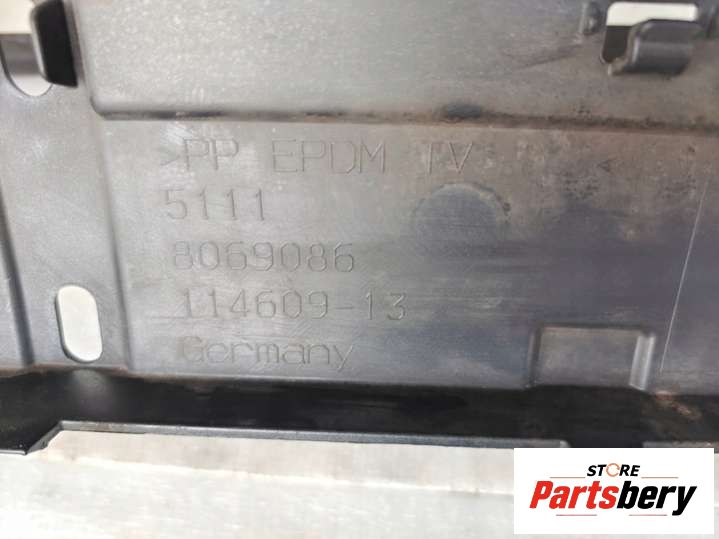 >PP EPDM TV <
5111
8069086
114609-13
Germany
STORE
Partsbery